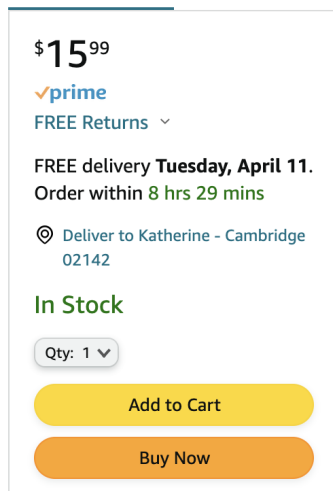 $15.99
prime
FREE Returns
FREE delivery Tuesday, April 11.
Order within 8 hrs 29 mins
Deliver to Katherine - Cambridge
02142
In Stock
Qty: 1
Add to Cart
Buy Now